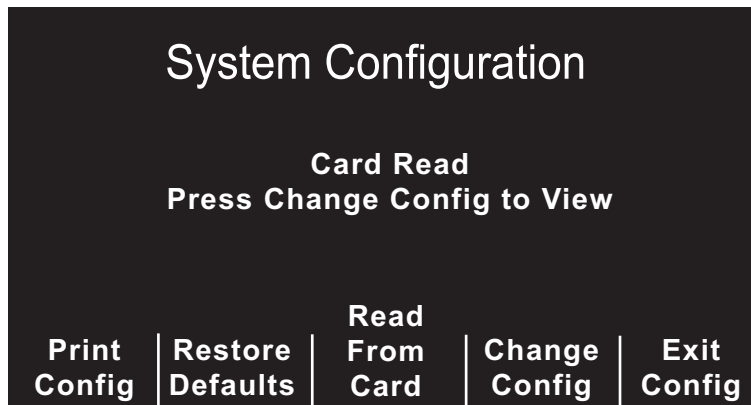 System Configuration
Card Read
Press Change Config to View
Print
Config
Restore
Defaults
Read
From
Card
Change
Config
Exit
Config